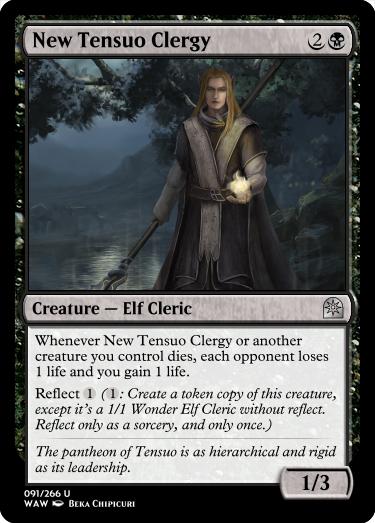 New Tensuo Clergy 2
Creature — Elf Cleric
Whenever New Tensuo Clergy or another
creature you control dies, each opponent loses
1 life and you gain 1 life.
Reflect 1 (1: Create a token copy of this creature,
except it's a 1/1 Wonder Elf Cleric without reflect.
Reflect only as a sorcery, and only once.)
The pantheon of Tensuo is as hierarchical and rigid
as its leadership.
1/3
091/266 U
WAW Beka Chipicuri